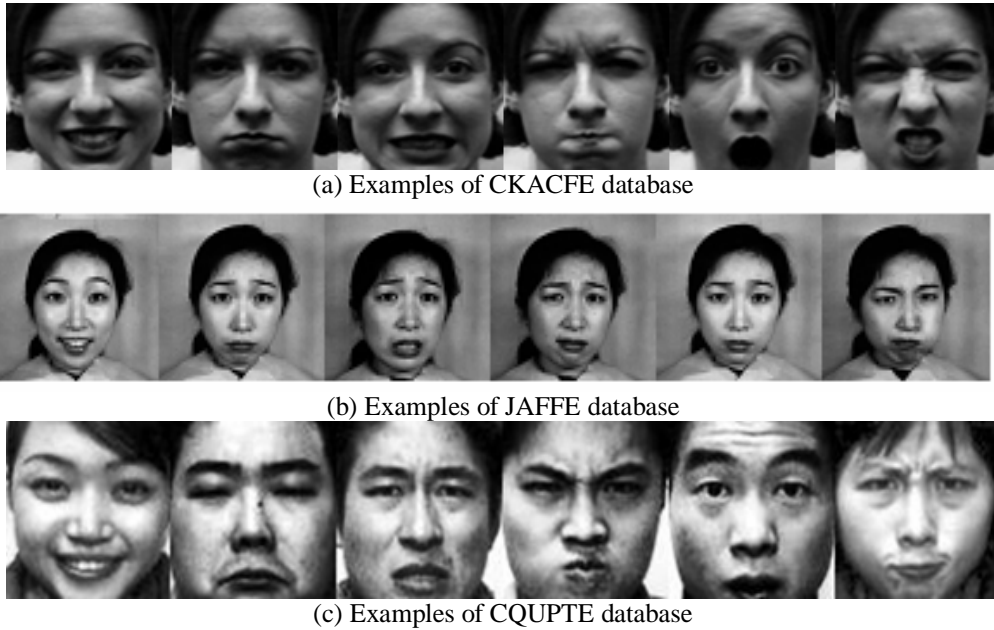 (a) Examples of CKACFE database
(b) Examples of JAFFE database
(c) Examples of CQUPTE database